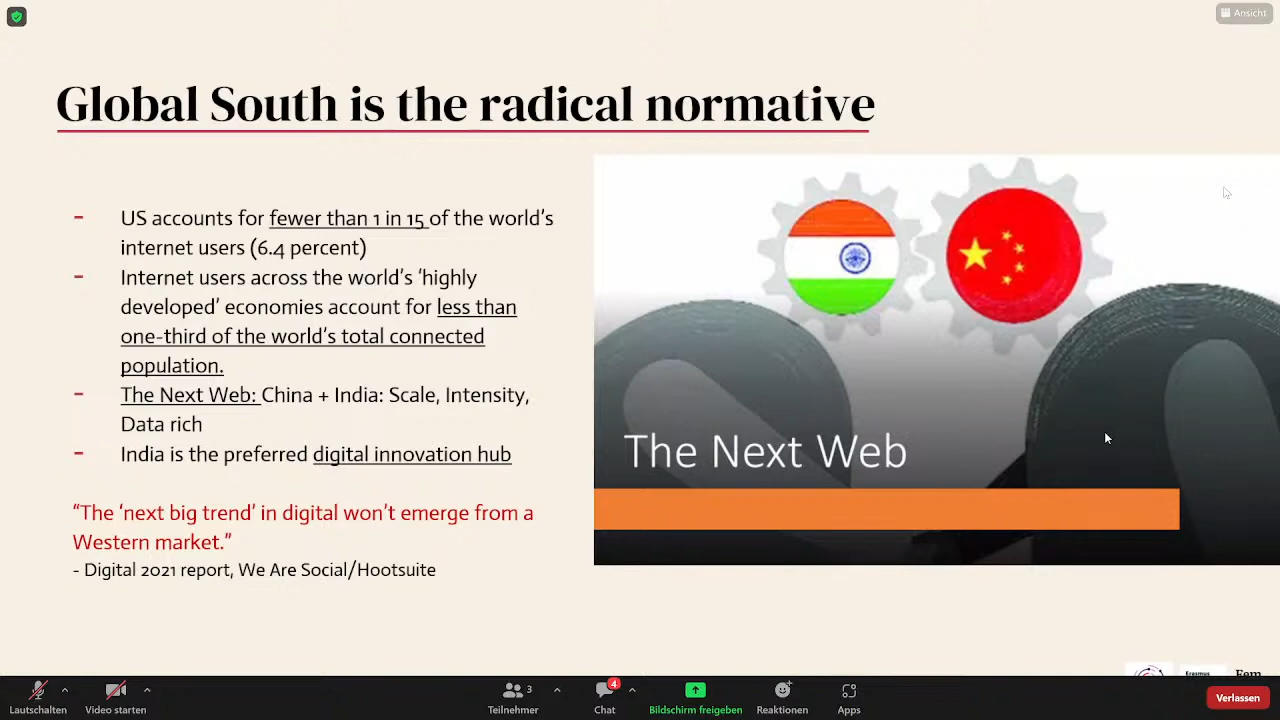 Ansicht
Global South is the radical normative
- US accounts for fewer than 1 in 15 of the world's
internet users (6.4 percent)
- Internet users across the world's 'highly
developed' economies account for less than
one-third of the world's total connected
population.
- The Next Web: China + India: Scale, Intensity,
Data rich
- India is the preferred digital innovation hub
“The ‘next big trend’ in digital won’t emerge from a
Western market.”
- Digital 2021 report, We Are Social/Hootsuite
The Next Web
Erasmus
Fem
Lautschalten
Video starten
3
Teilnehmer
4
Chat
Bildschirm freigeben
Reaktionen
Apps
Verlassen